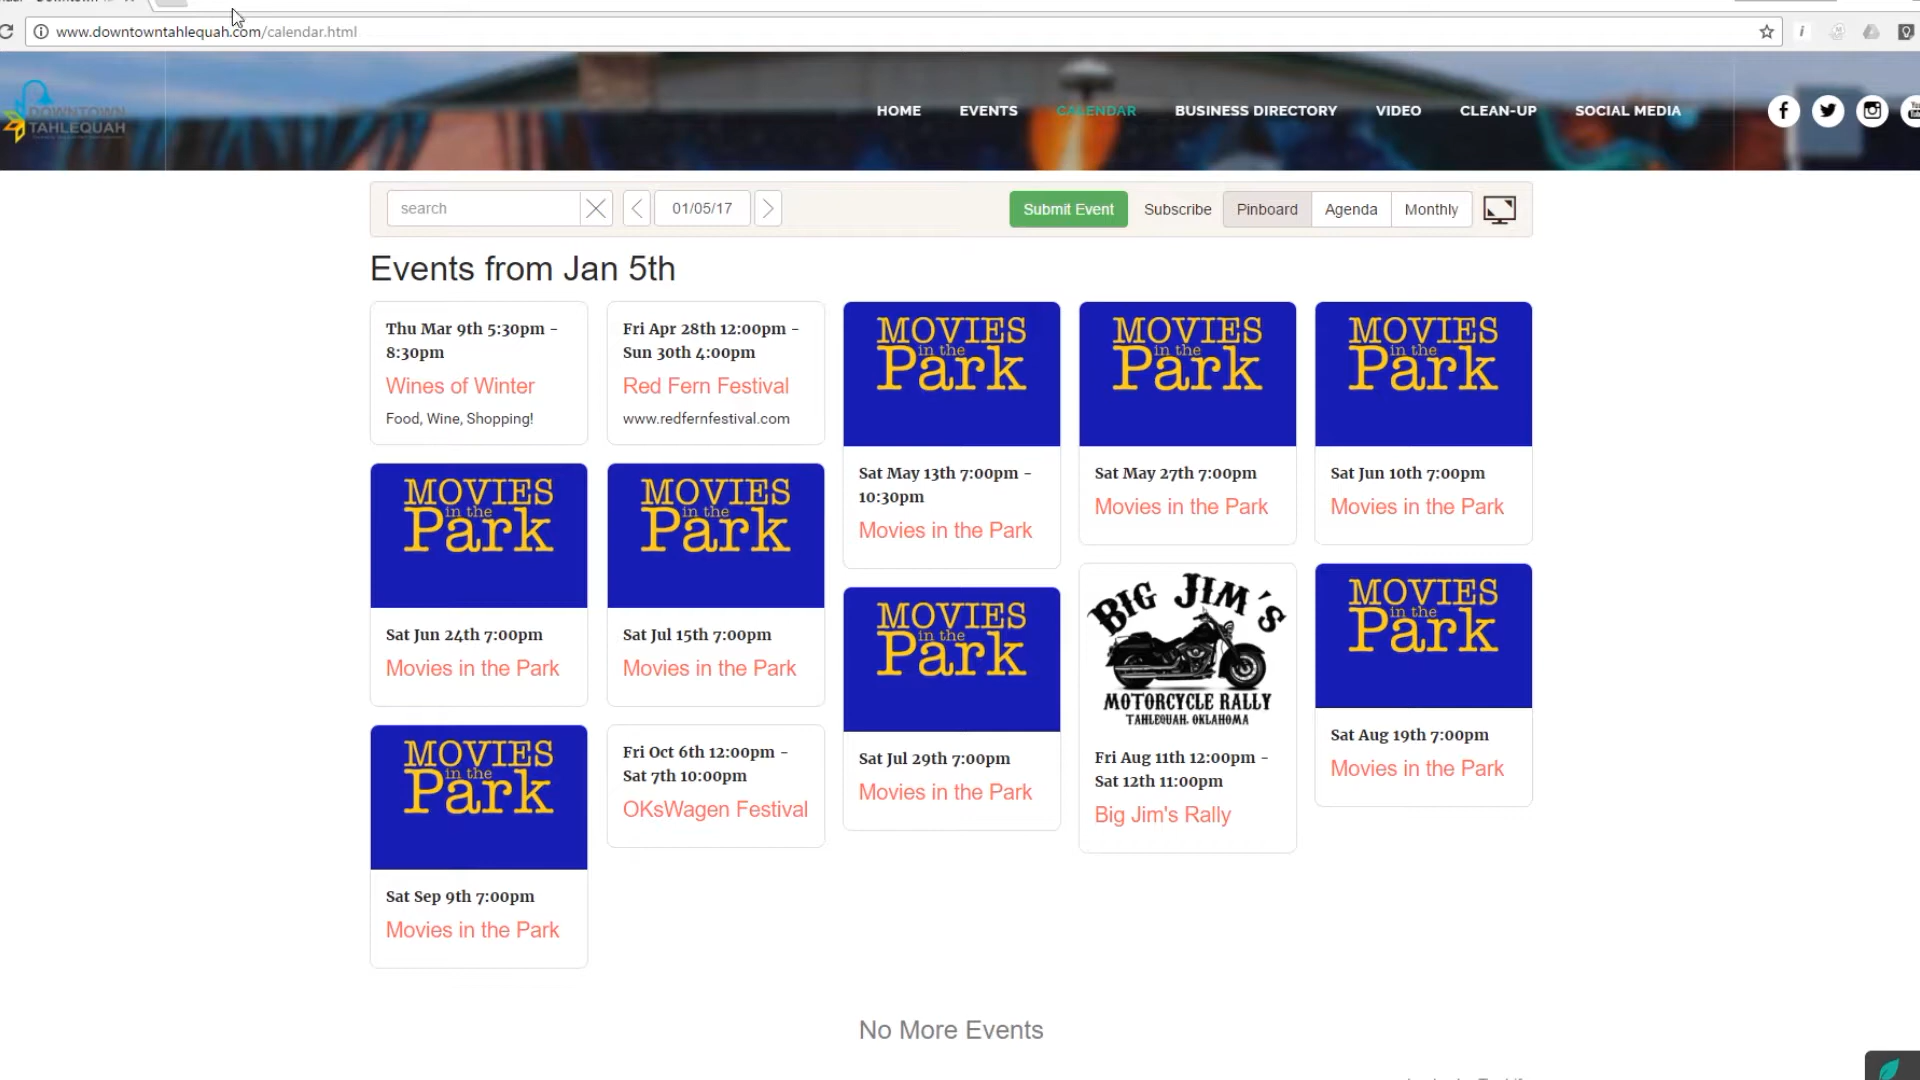 www.downtowntahlequah.com/calendar.html
DOWNTOWN
TAHLEQUAH
HOME EVENTS CALENDAR BUSINESS DIRECTORY VIDEO CLEAN-UP SOCIAL MEDIA
search
01/05/17
Submit Event Subscribe Pinboard Agenda Monthly
Events from Jan 5th
Thu Mar 9th 5:30pm -
8:30pm
Wines of Winter
Food, Wine, Shopping!
Fri Apr 28th 12:00pm -
Sun 30th 4:00pm
Red Fern Festival
www.redfernfestival.com
MOVIES
in the
Park
Sat May 13th 7:00pm -
10:30pm
Movies in the Park
MOVIES
in the
Park
Sat May 27th 7:00pm
Movies in the Park
MOVIES
in the
Park
Sat Jun 10th 7:00pm
Movies in the Park
MOVIES
in the
Park
Sat Jun 24th 7:00pm
Movies in the Park
MOVIES
in the
Park
Sat Jul 15th 7:00pm
Movies in the Park
MOVIES
in the
Park
Sat Jul 29th 7:00pm
Movies in the Park
BIG JIM'S
MOTORCYCLE RALLY
TAHLEQUAH, OKLAHOMA
Fri Aug 11th 12:00pm -
Sat 12th 11:00pm
Big Jim's Rally
MOVIES
in the
Park
Sat Aug 19th 7:00pm
Movies in the Park
MOVIES
in the
Park
Sat Sep 9th 7:00pm
Movies in the Park
Fri Oct 6th 12:00pm -
Sat 7th 10:00pm
OKsWagen Festival
No More Events